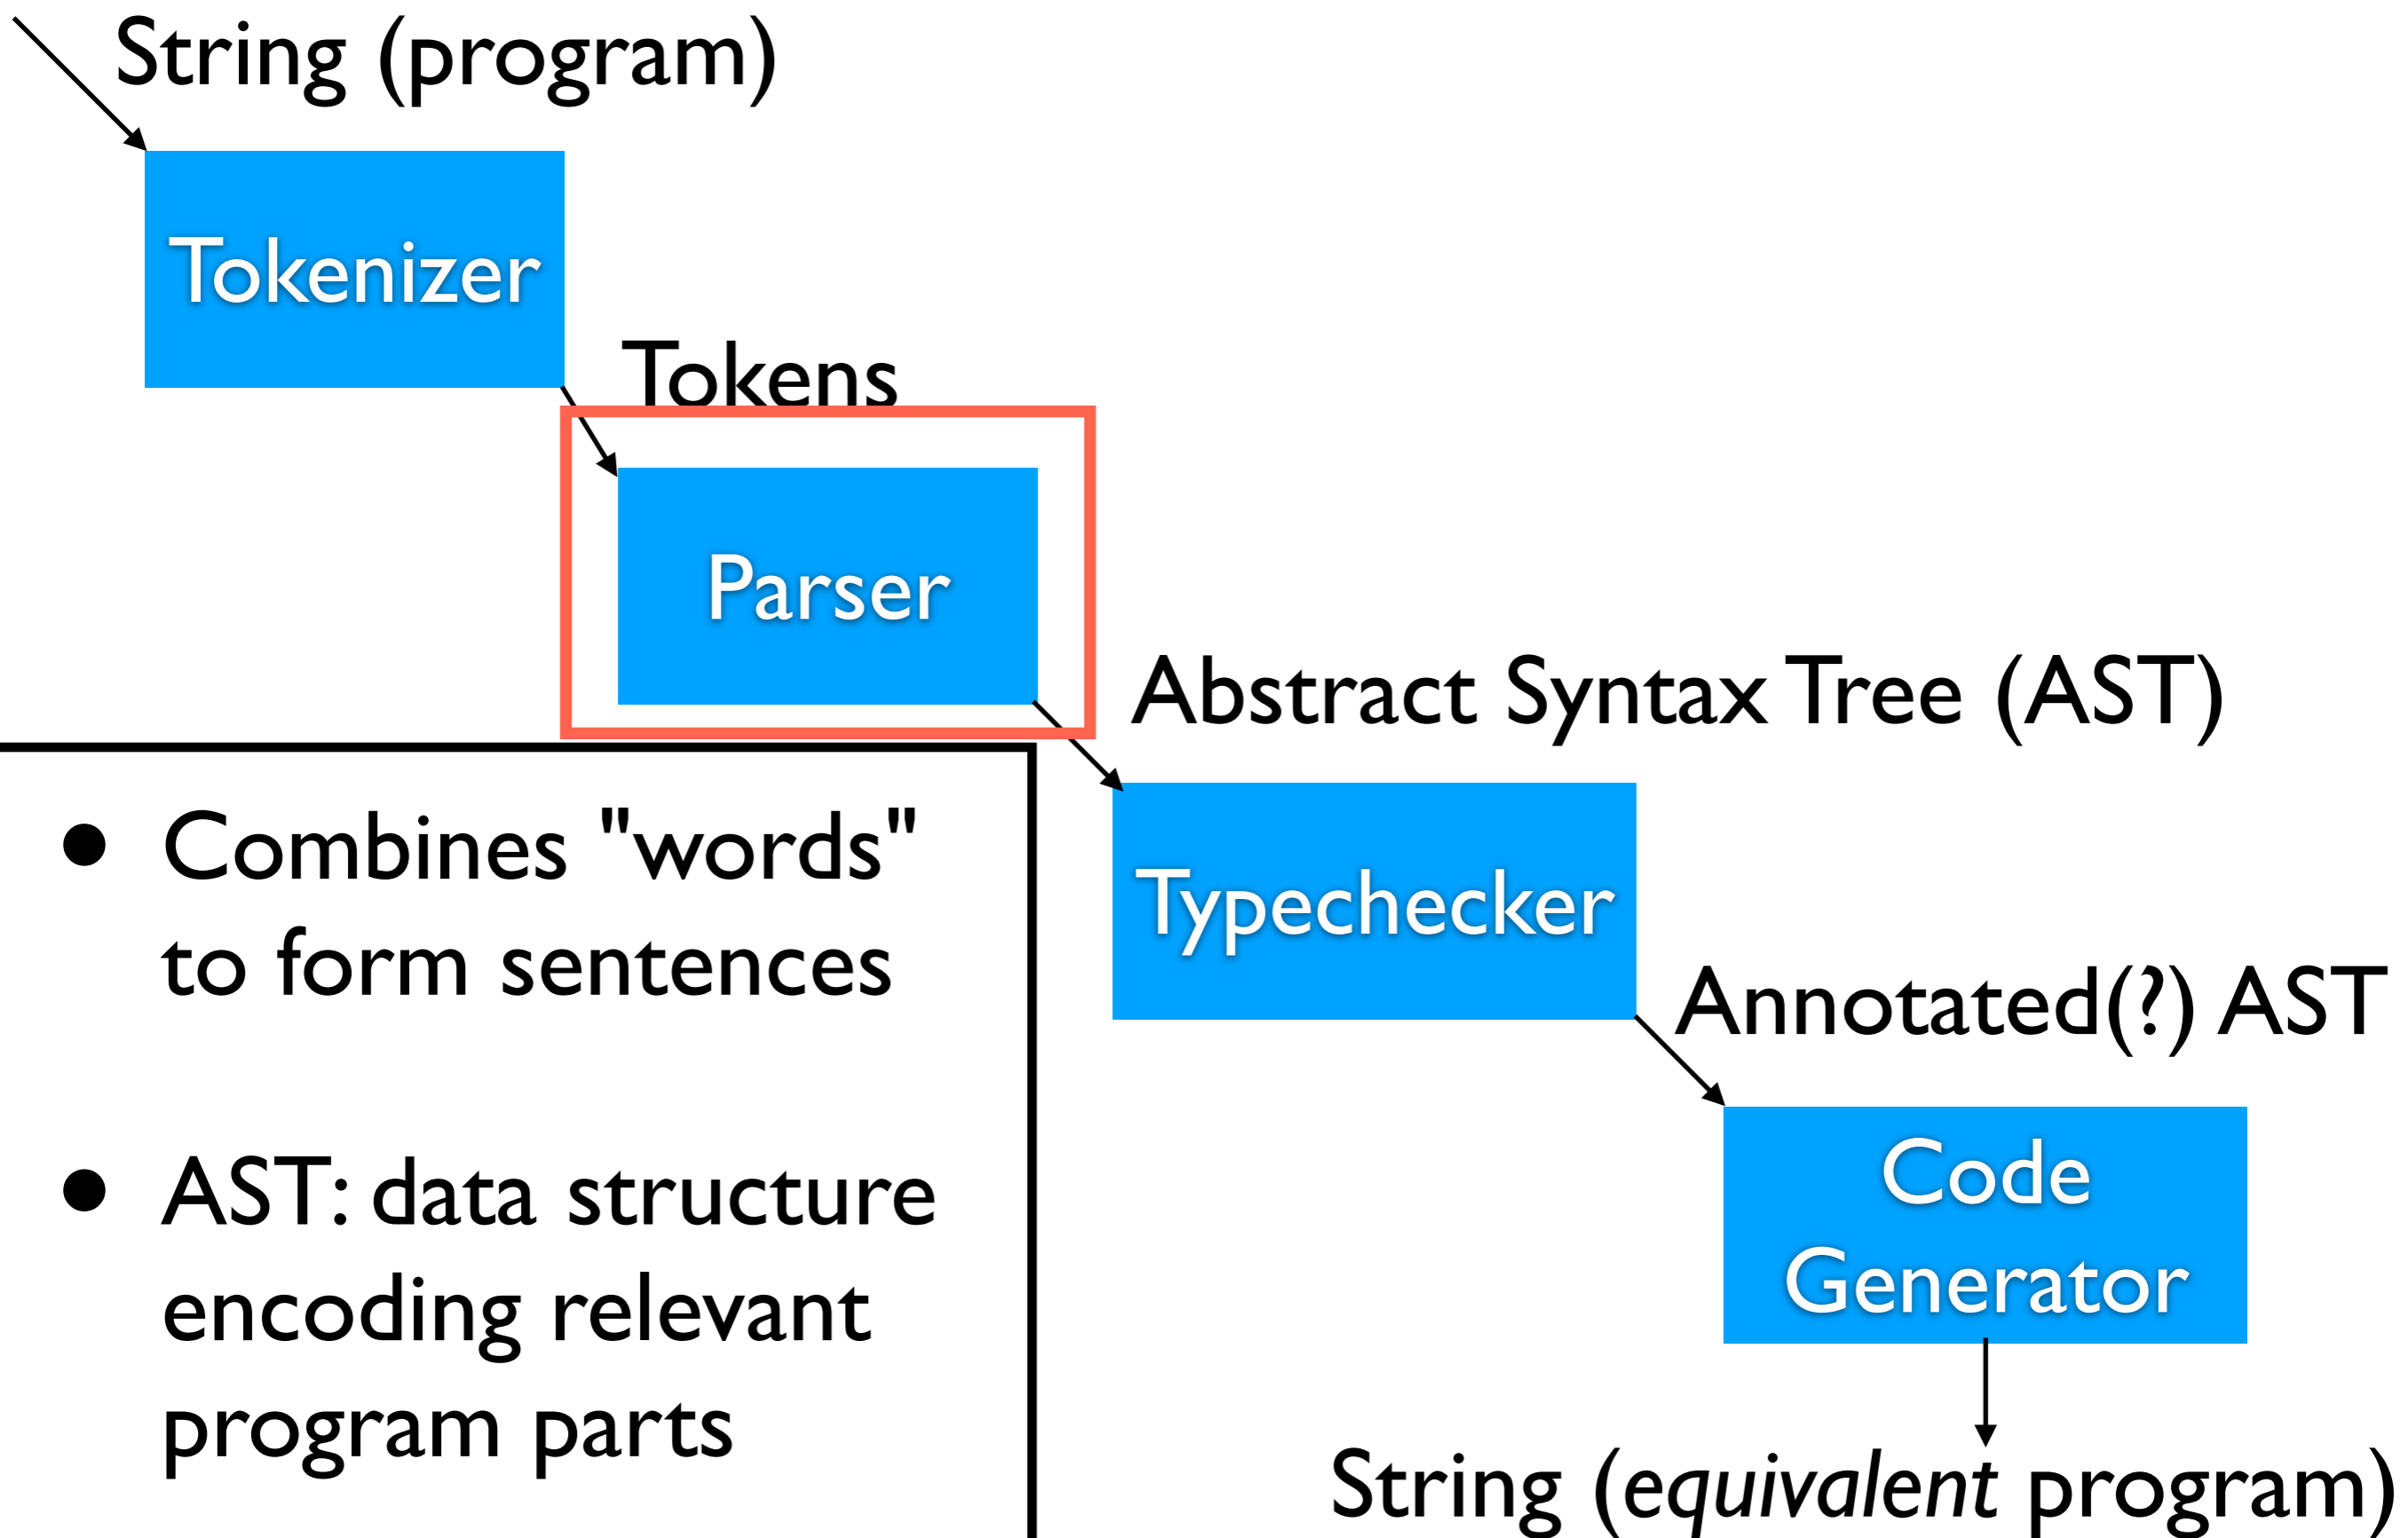 String (program)
Tokenizer
Tokens
Parser
Abstract Syntax Tree (AST)
Typechecker
Annotated(?) AST
Code
Generator
String (equivalent program)
• Combines "words"
to form sentences
• AST: data structure
encoding relevant
program parts